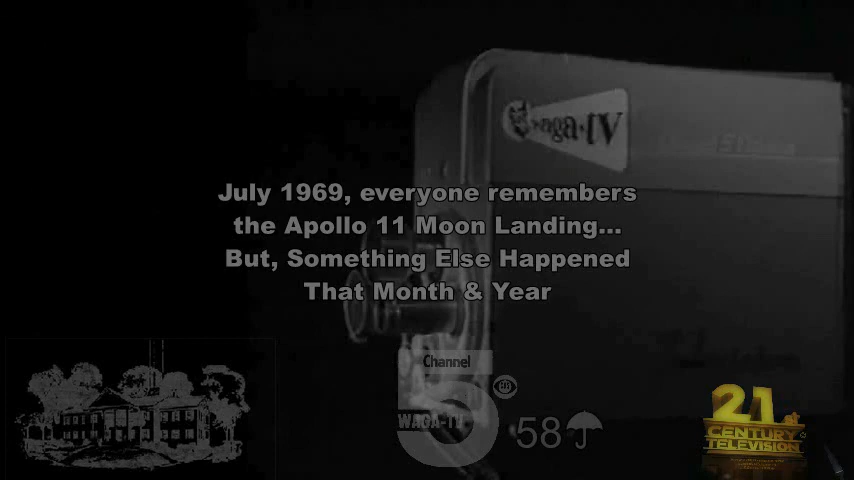 waga-tv
July 1969, everyone remembers
the Apollo 11 Moon Landing...
But, Something Else Happened
That Month & Year
Channel
5
WAGA-TV
58
21st
CENTURY
TELEVISION